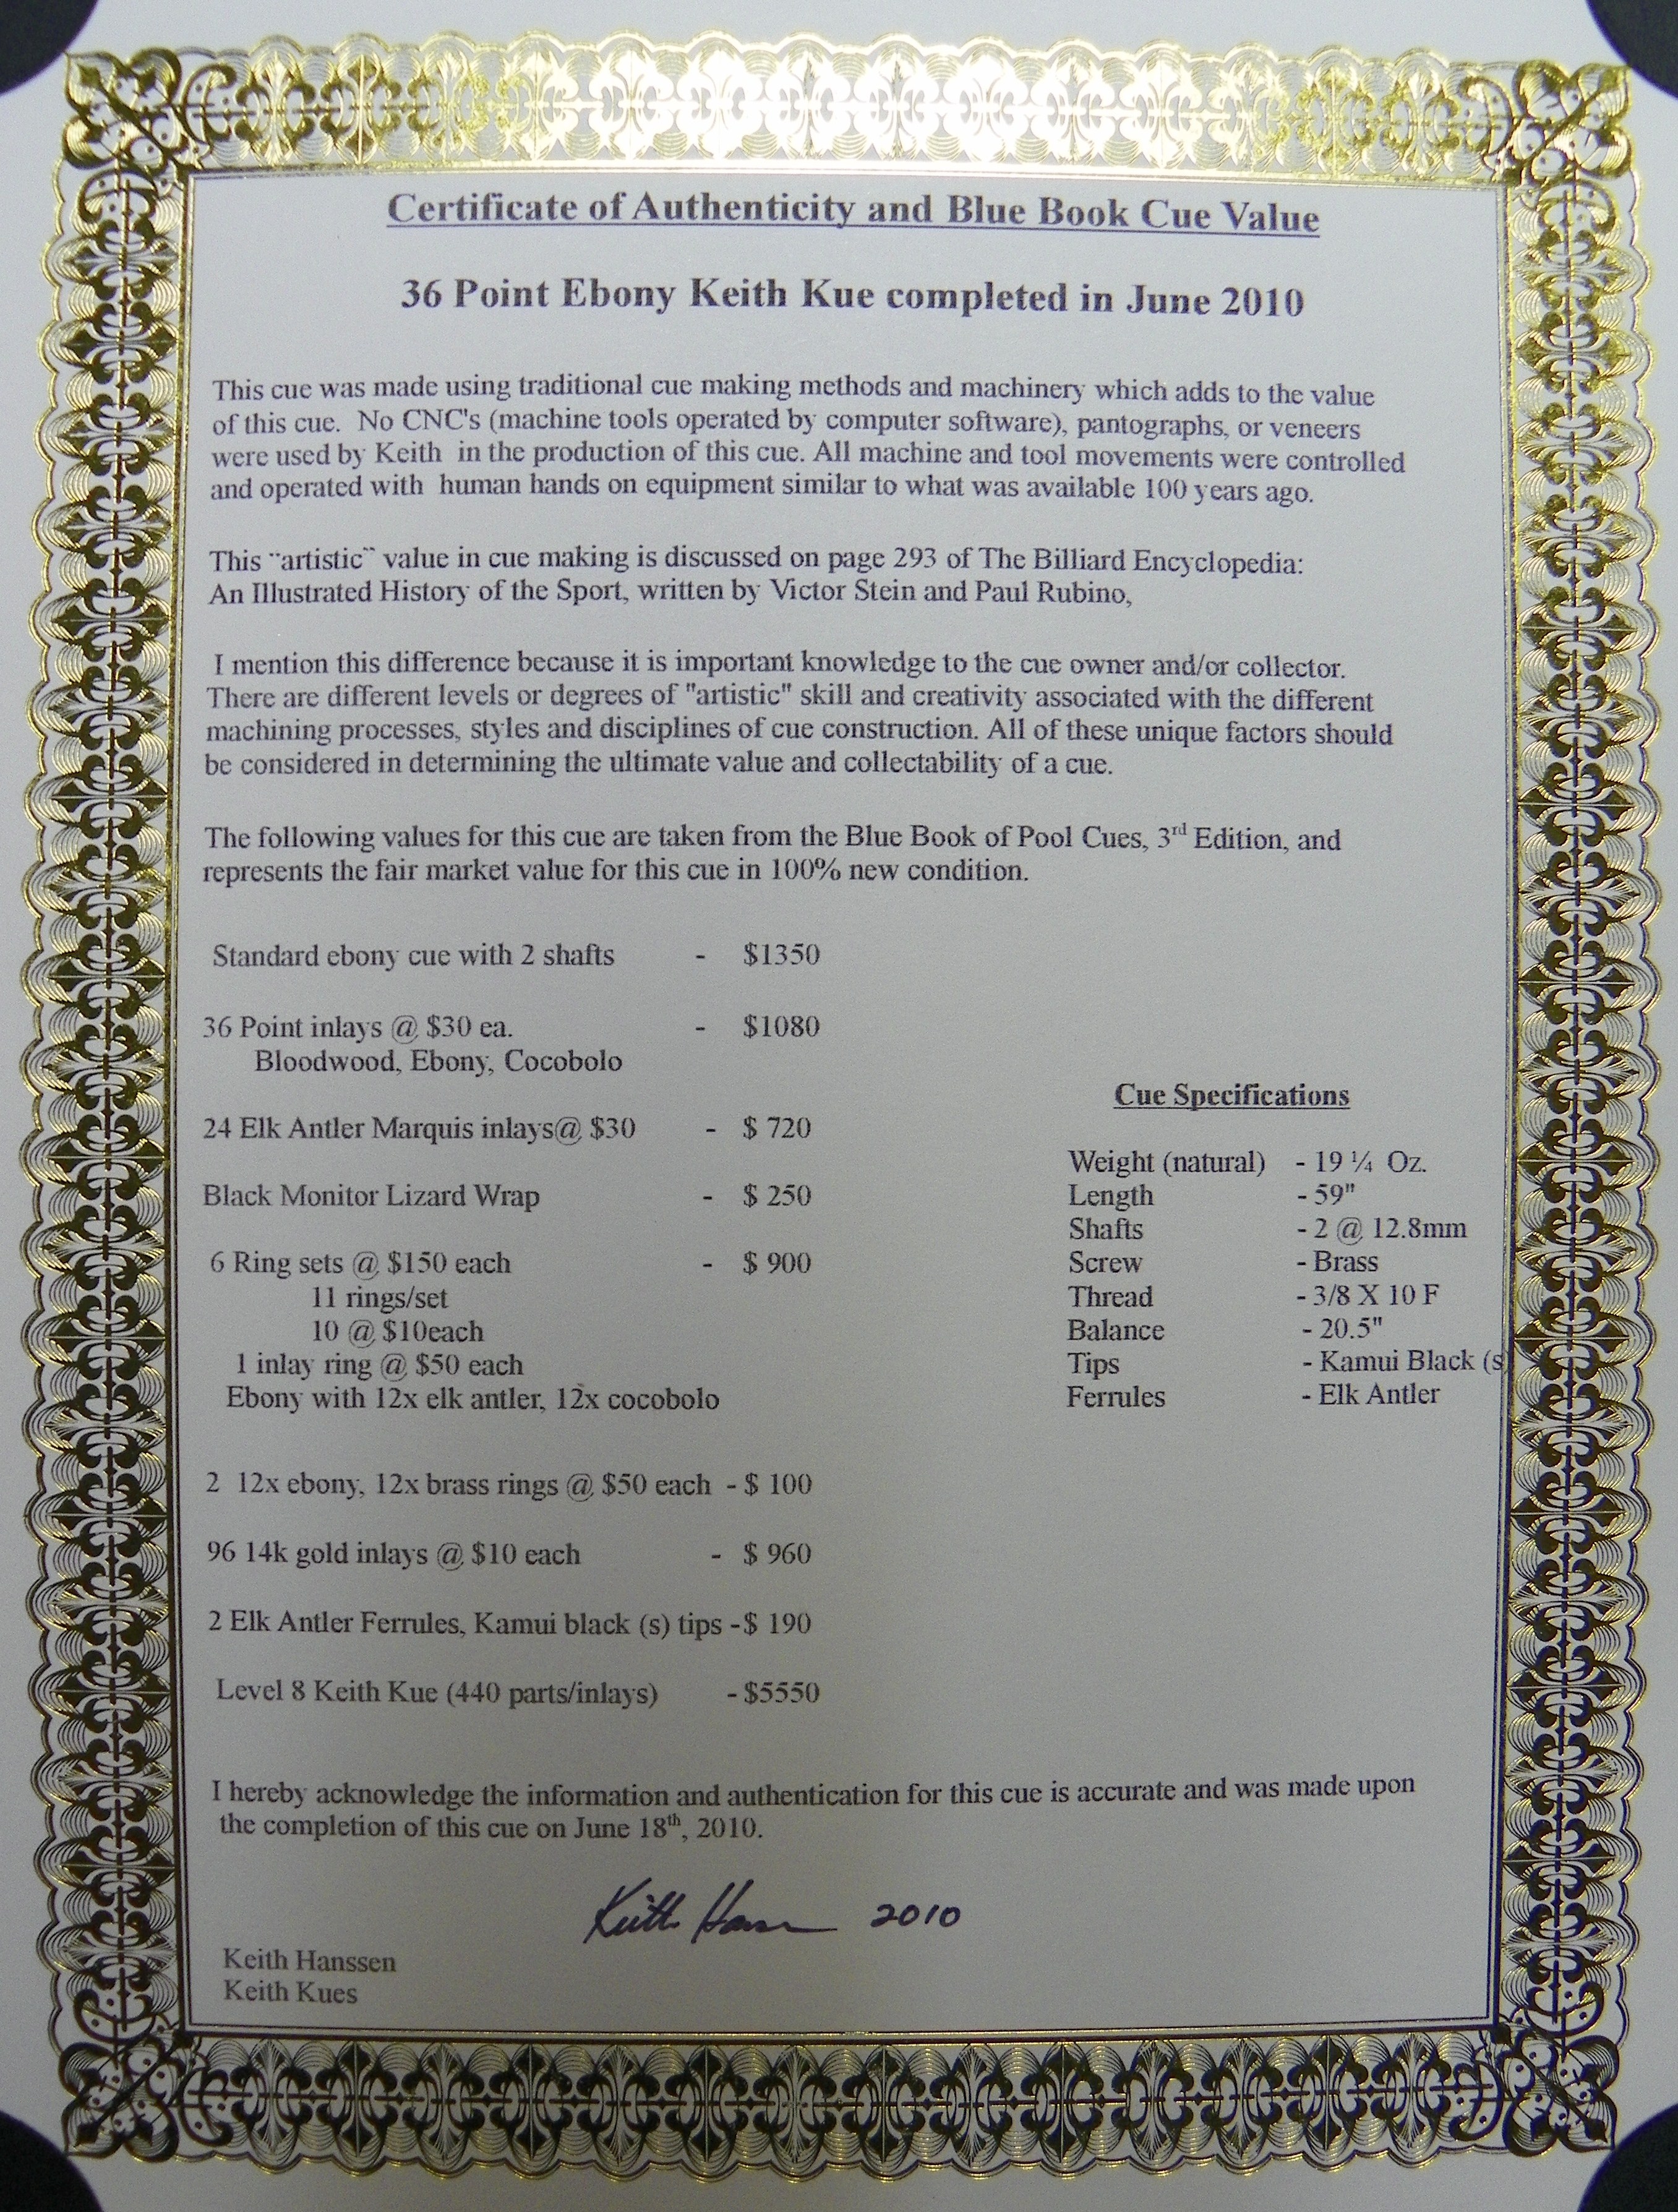 Certificate of Authenticity and Blue Book Cue Value
36 Point Ebony Keith Kue completed in June 2010
This cue was made using traditional cue making methods and machinery which adds to the value
of this cue. No CNC's (machine tools operated by computer software), pantographs, or veneers
were used by Keith in the production of this cue. All machine and tool movements were controlled
and operated with human hands on equipment similar to what was available 100 years ago.
This ¨artistic¨ value in cue making is discussed on page 293 of The Billiard Encyclopedia:
An Illustrated History of the Sport, written by Victor Stein and Paul Rubino,
I mention this difference because it is important knowledge to the cue owner and/or collector.
There are different levels or degrees of "artistic" skill and creativity associated with the different
machining processes, styles and disciplines of cue construction. All of these unique factors should
be considered in determining the ultimate value and collectability of a cue.
The following values for this cue are taken from the Blue Book of Pool Cues, 3rd Edition, and
represents the fair market value for this cue in 100% new condition.
Standard ebony cue with 2 shafts - $1350
36 Point inlays @ $30 ea. - $1080
Bloodwood, Ebony, Cocobolo
24 Elk Antler Marquis inlays@ $30 - $ 720
Black Monitor Lizard Wrap - $ 250
6 Ring sets @ $150 each - $ 900
11 rings/set
10 @ $10each
1 inlay ring @ $50 each
Ebony with 12x elk antler, 12x cocobolo
2 12x ebony, 12x brass rings @ $50 each - $ 100
96 14k gold inlays @ $10 each - $ 960
2 Elk Antler Ferrules, Kamui black (s) tips -$ 190
Level 8 Keith Kue (440 parts/inlays) - $5550
Cue Specifications
Weight (natural) - 19 ¼ Oz.
Length - 59"
Shafts - 2 @ 12.8mm
Screw - Brass
Thread - 3/8 X 10 F
Balance - 20.5"
Tips - Kamui Black (s
Ferrules - Elk Antler
I hereby acknowledge the information and authentication for this cue is accurate and was made upon
the completion of this cue on June 18th, 2010.
Keith Hanssen 2010
Keith Hanssen
Keith Kues